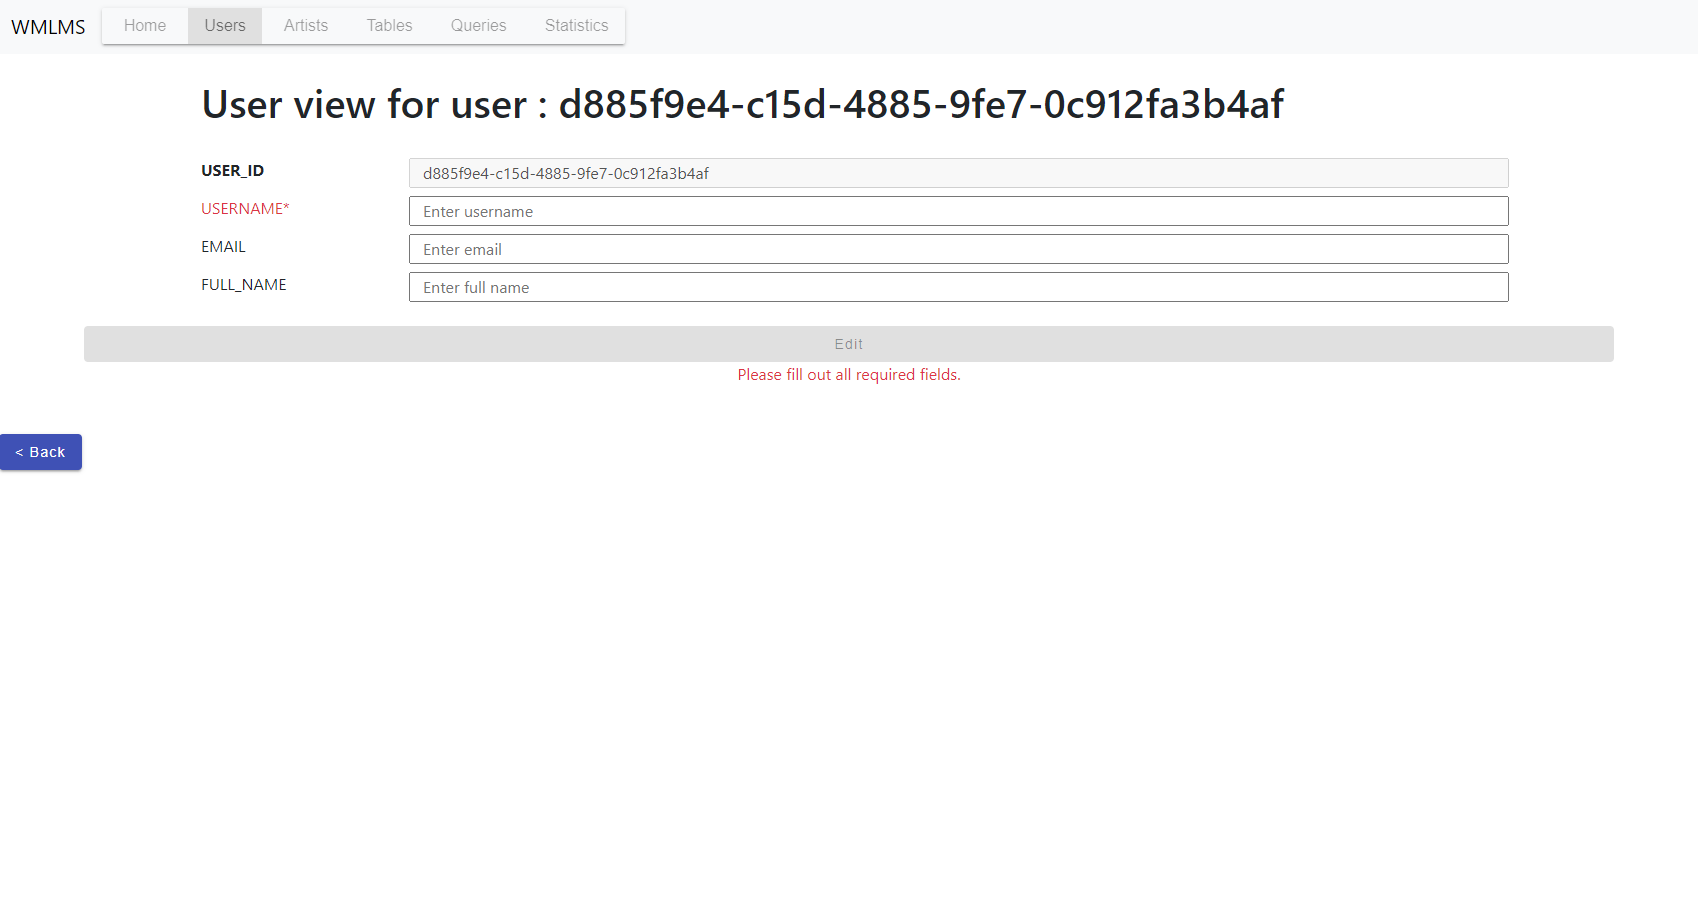 WMLMS Home Users Artists Tables Queries Statistics
User view for user : d885f9e4-c15d-4885-9fe7-0c912fa3b4af
USER_ID d885f9e4-c15d-4885-9fe7-0c912fa3b4af
USERNAME* Enter username
EMAIL Enter email
FULL_NAME Enter full name
Edit
Please fill out all required fields.
< Back